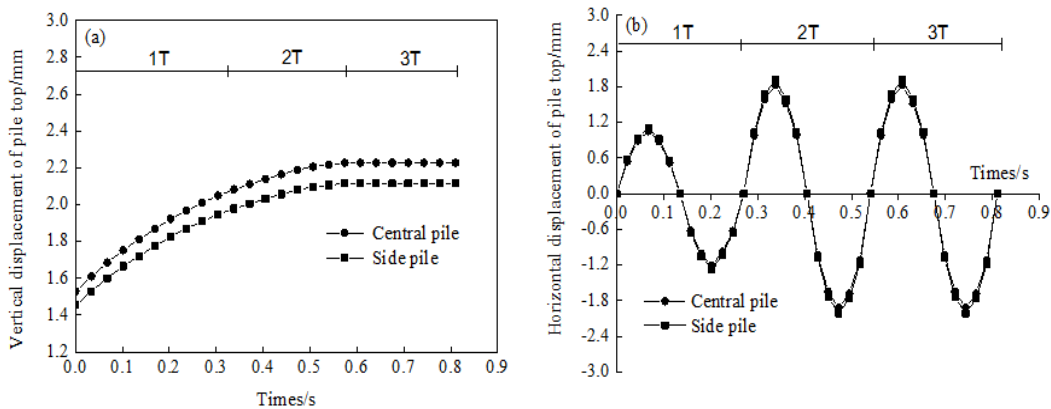 (a)
1T 2T 3T
Vertical displacement of pile top/mm
3.0
2.8
2.6
2.4
2.2
2.0
1.8
1.6
1.4
1.2
Central pile
Side pile
0.0 0.1 0.2 0.3 0.4 0.5 0.6 0.7 0.8 0.9
Times/s
(b)
1T 2T 3T
Horizontal displacement of pile top/mm
3.0
2.4
1.8
1.2
0.6
0.0
-0.6
-1.2
-1.8
-2.4
-3.0
Times/s
0.0 0.1 0.2 0.3 0.4 0.5 0.6 0.7 0.8 0.9
Central pile
Side pile